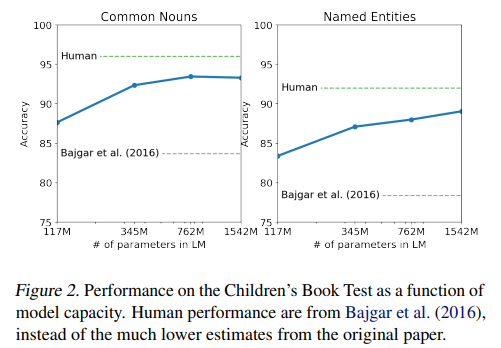 Common Nouns
100
95
90
85
80
75
Accuracy
Human
Bajgar et al. (2016)
117M 345M 762M 1542M
# of parameters in LM
Named Entities
100
95
90
85
80
75
Accuracy
Human
Bajgar et al. (2016)
117M 345M 762M 1542M
# of parameters in LM
Figure 2. Performance on the Children's Book Test as a function of
model capacity. Human performance are from Bajgar et al. (2016),
instead of the much lower estimates from the original paper.